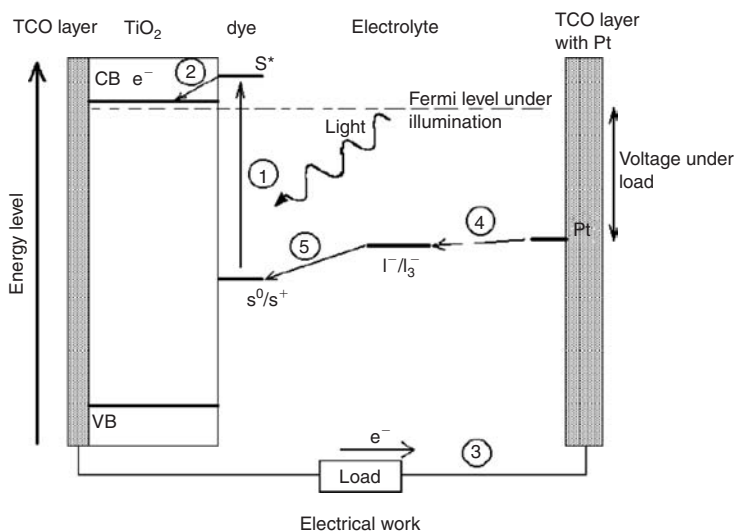 TCO layer TiO₂ dye Electrolyte TCO layer
with Pt
CB e⁻ ② S*
Fermi level under
illumination
Light
①
Voltage under
load
Energy level
④
Pt
⑤
I⁻/I₃⁻
s⁰/s⁺
VB
e⁻
③
Load
Electrical work